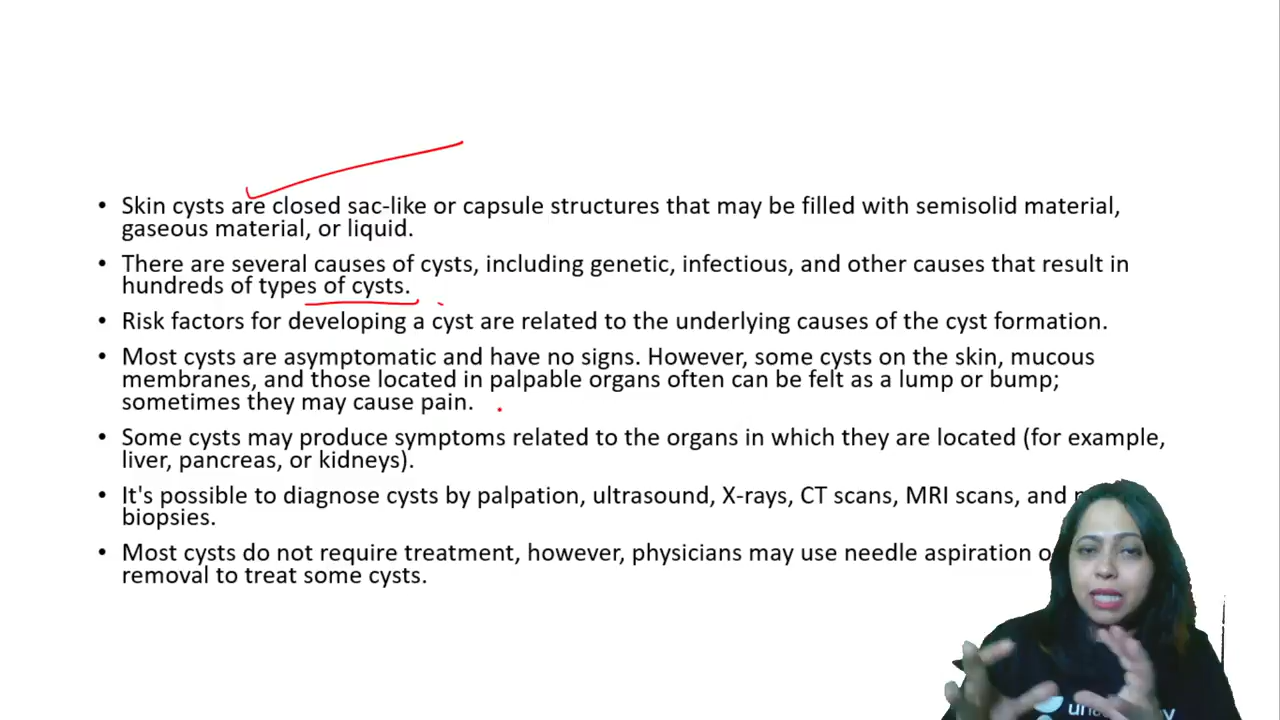 • Skin cysts are closed sac-like or capsule structures that may be filled with semisolid material,
gaseous material, or liquid.
• There are several causes of cysts, including genetic, infectious, and other causes that result in
hundreds of types of cysts.
• Risk factors for developing a cyst are related to the underlying causes of the cyst formation.
• Most cysts are asymptomatic and have no signs. However, some cysts on the skin, mucous
membranes, and those located in palpable organs often can be felt as a lump or bump;
sometimes they may cause pain.
• Some cysts may produce symptoms related to the organs in which they are located (for example,
liver, pancreas, or kidneys).
• It's possible to diagnose cysts by palpation, ultrasound, X-rays, CT scans, MRI scans, and
biopsies.
• Most cysts do not require treatment, however, physicians may use needle aspiration
removal to treat some cysts.